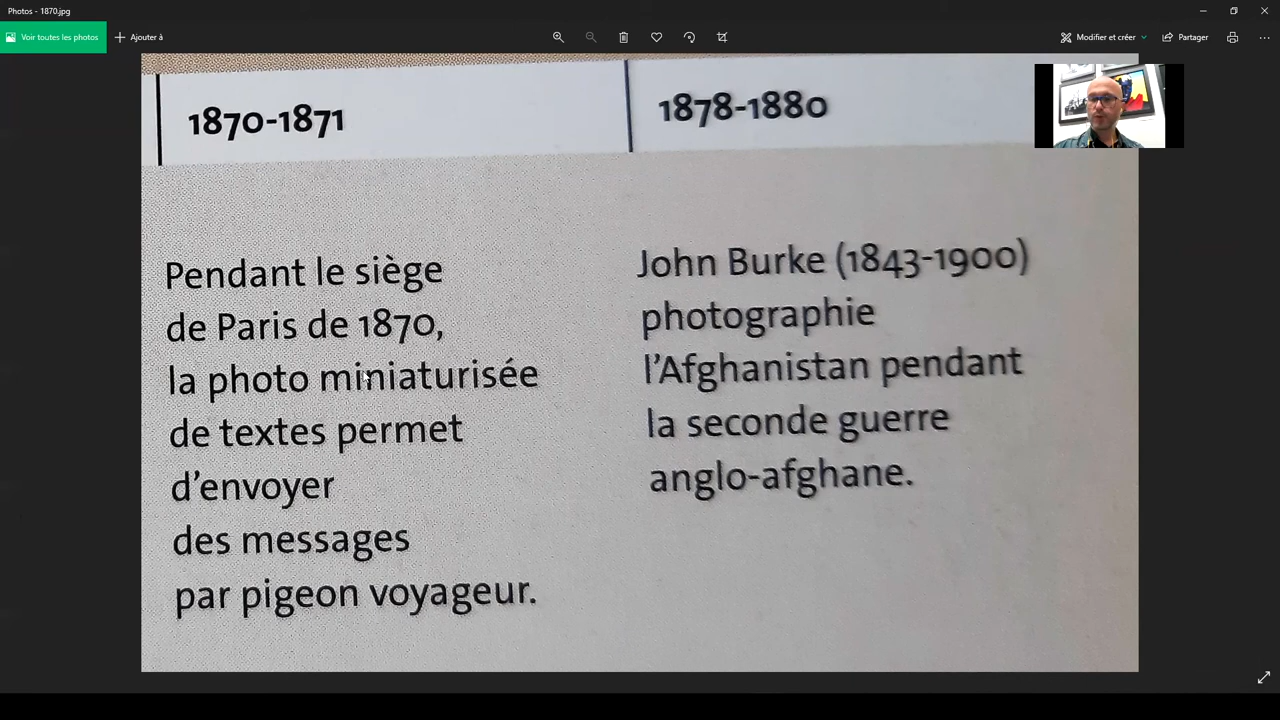 Photos - 1870.jpg
Voir toutes les photos
Ajouter à
Modifier et créer
Partager
1870-1871
Pendant le siège
de Paris de 1870,
la photo miniaturisée
de textes permet
d’envoyer
des messages
par pigeon voyageur.
1878-1880
John Burke (1843-1900)
photographie
l’Afghanistan pendant
la seconde guerre
anglo-afghane.